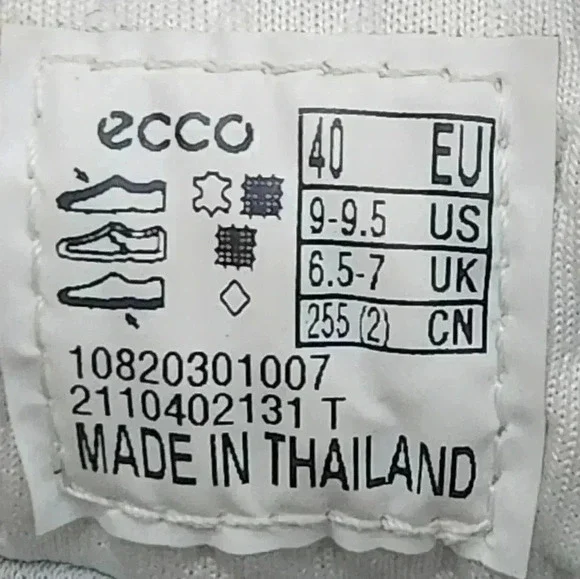 ecco
40 EU
9-9.5 US
6.5-7 UK
255 (2) CN
10820301007
2110402131 T
MADE IN THAILAND